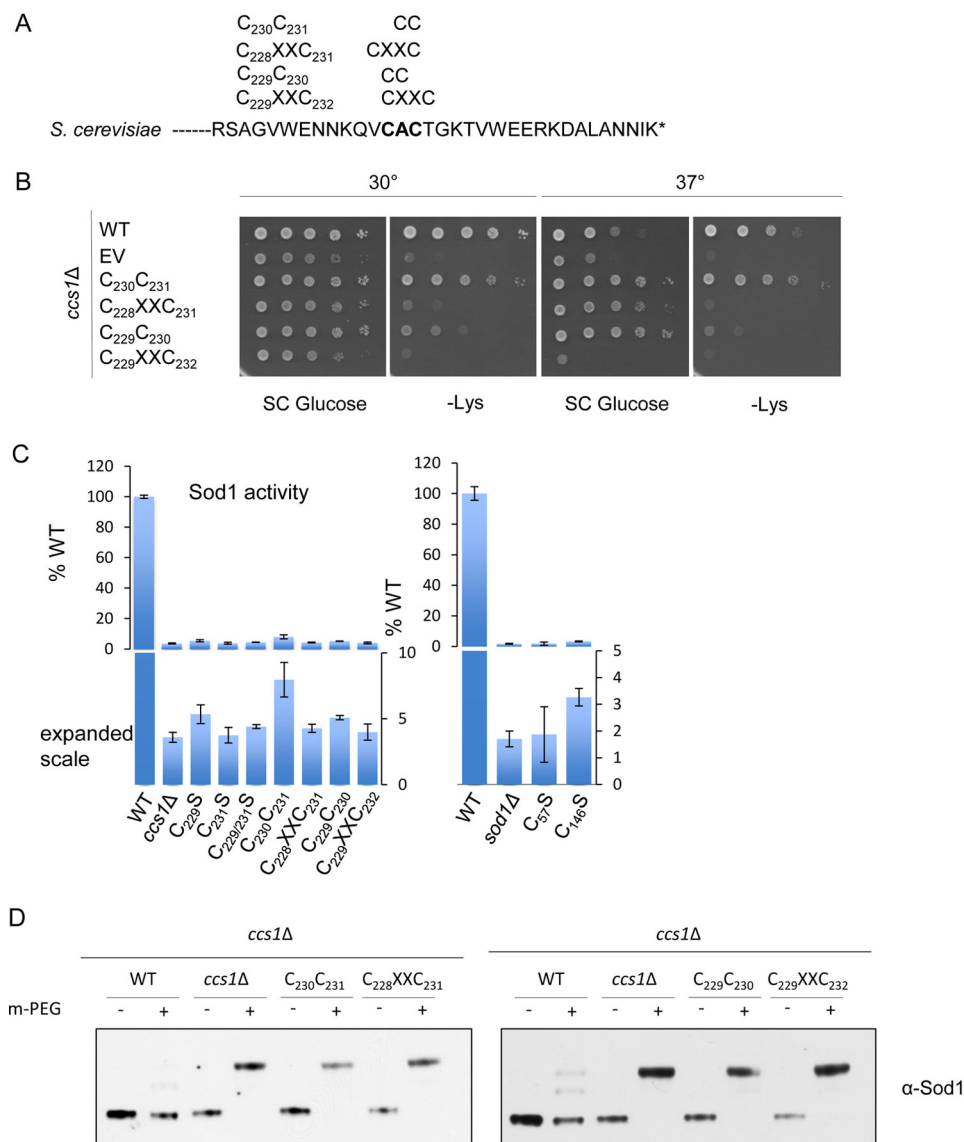 A
C₂₃₀C₂₃₁ CC
C₂₂₈XXC₂₃₁ CXXC
C₂₂₉C₂₃₀ CC
C₂₂₉XXC₂₃₂ CXXC
S. cerevisiae ------RSAGVWENNKQVCACTGKTVWEERKDALANNIK*
B
30° 37°
ccs1Δ
WT
EV
C₂₃₀C₂₃₁
C₂₂₈XXC₂₃₁
C₂₂₉C₂₃₀
C₂₂₉XXC₂₃₂
SC Glucose -Lys SC Glucose -Lys
C
Sod1 activity
% WT
120
100
80
60
40
20
0
10
5
0
expanded
scale
WT ccs1Δ C₂₂₉S C₂₃₁S C₂₂₉/₂₃₁S C₂₃₀C₂₃₁ C₂₂₈XXC₂₃₁ C₂₂₉C₂₃₀ C₂₂₉XXC₂₃₂
% WT
120
100
80
60
40
20
0
5
4
3
2
1
0
WT sod1Δ C₅₇S C₁₄₆S
D
ccs1Δ ccs1Δ
WT ccs1Δ C₂₃₀C₂₃₁ C₂₂₈XXC₂₃₁ WT ccs1Δ C₂₂₉C₂₃₀ C₂₂₉XXC₂₃₂
m-PEG - + - + - + - + - + - + - + - +
α-Sod1